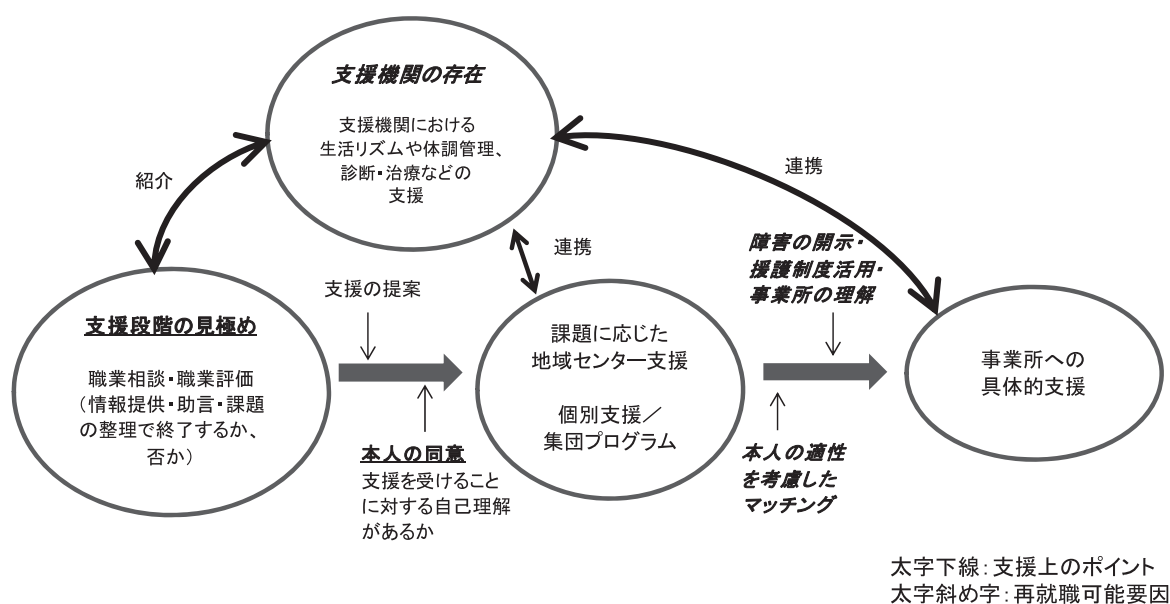 支援機関の存在
支援機関における
生活リズムや体調管理、
診断・治療などの
支援
紹介
連携
連携
障害の開示・
援護制度活用・
事業所の理解
支援の提案
支援段階の見極め
職業相談・職業評価
（情報提供・助言・課題
の整理で終了するか、
否か）
課題に応じた
地域センター支援
個別支援／
集団プログラム
事業所への
具体的支援
本人の同意
支援を受けること
に対する自己理解
があるか
本人の適性
を考慮した
マッチング
太字下線：支援上のポイント
太字斜め字：再就職可能要因